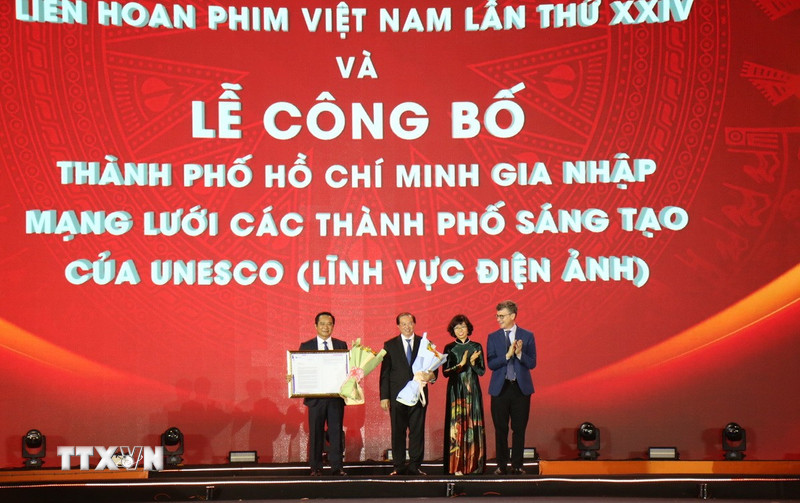 LIÊN HOAN PHIM VIỆT NAM LẦN THỨ XXIV
VÀ
LỄ CÔNG BỐ
THÀNH PHỐ HỒ CHÍ MINH GIA NHẬP
MẠNG LƯỚI CÁC THÀNH PHỐ SÁNG TẠO
CỦA UNESCO (LĨNH VỰC ĐIỆN ẢNH)
TTXVN